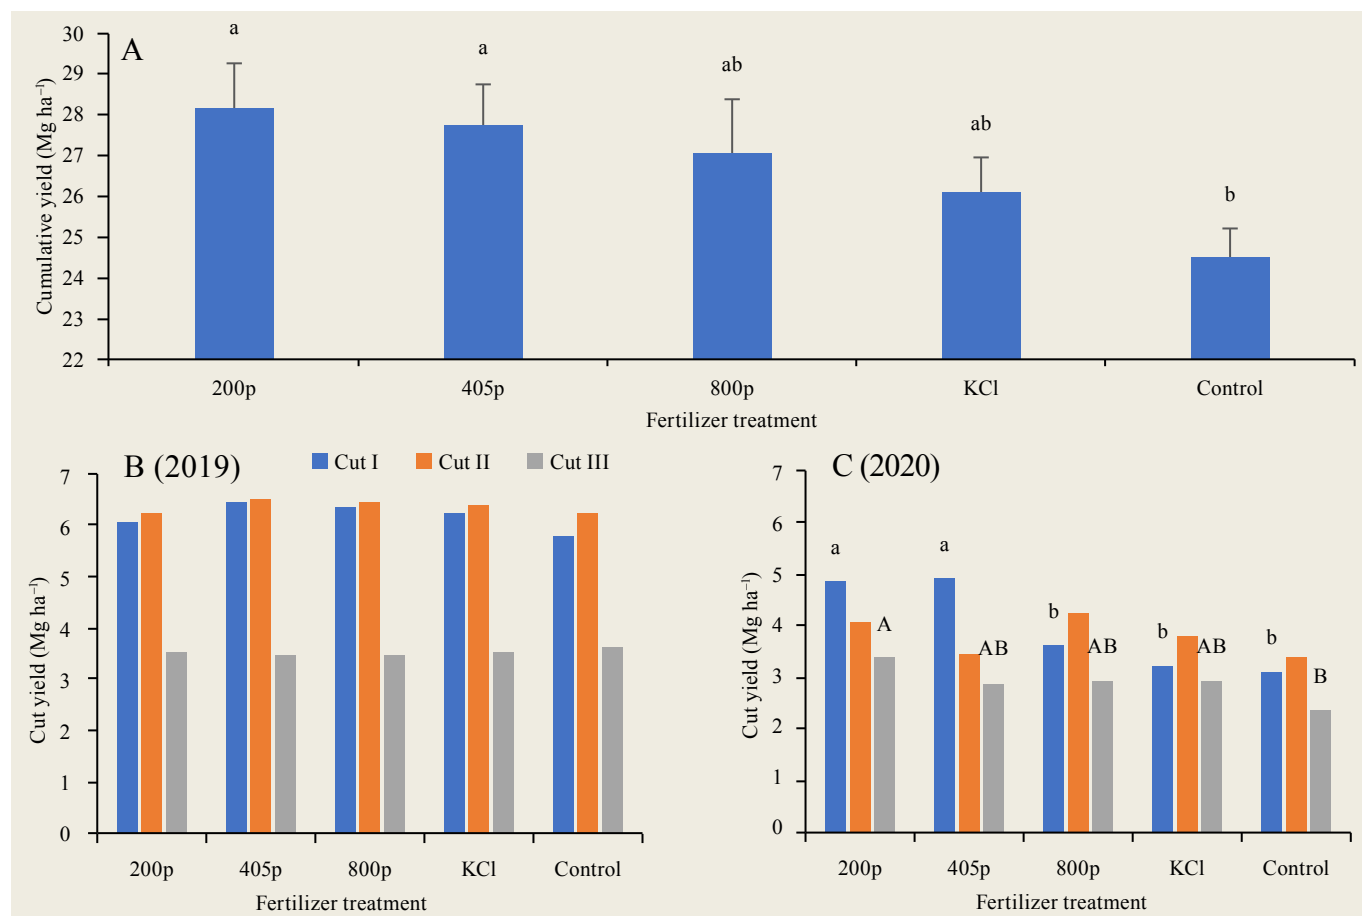 A
Cumulative yield (Mg ha⁻¹)
30
29
28
27
26
25
24
23
22
a
a
ab
ab
b
200p 405p 800p KCl Control
Fertilizer treatment
B (2019)
Cut I Cut II Cut III
Cut yield (Mg ha⁻¹)
7
6
5
4
3
2
1
0
200p 405p 800p KCl Control
Fertilizer treatment
C (2020)
Cut yield (Mg ha⁻¹)
7
6
5
4
3
2
1
0
a A
a AB
b AB
b AB
b B
200p 405p 800p KCl Control
Fertilizer treatment